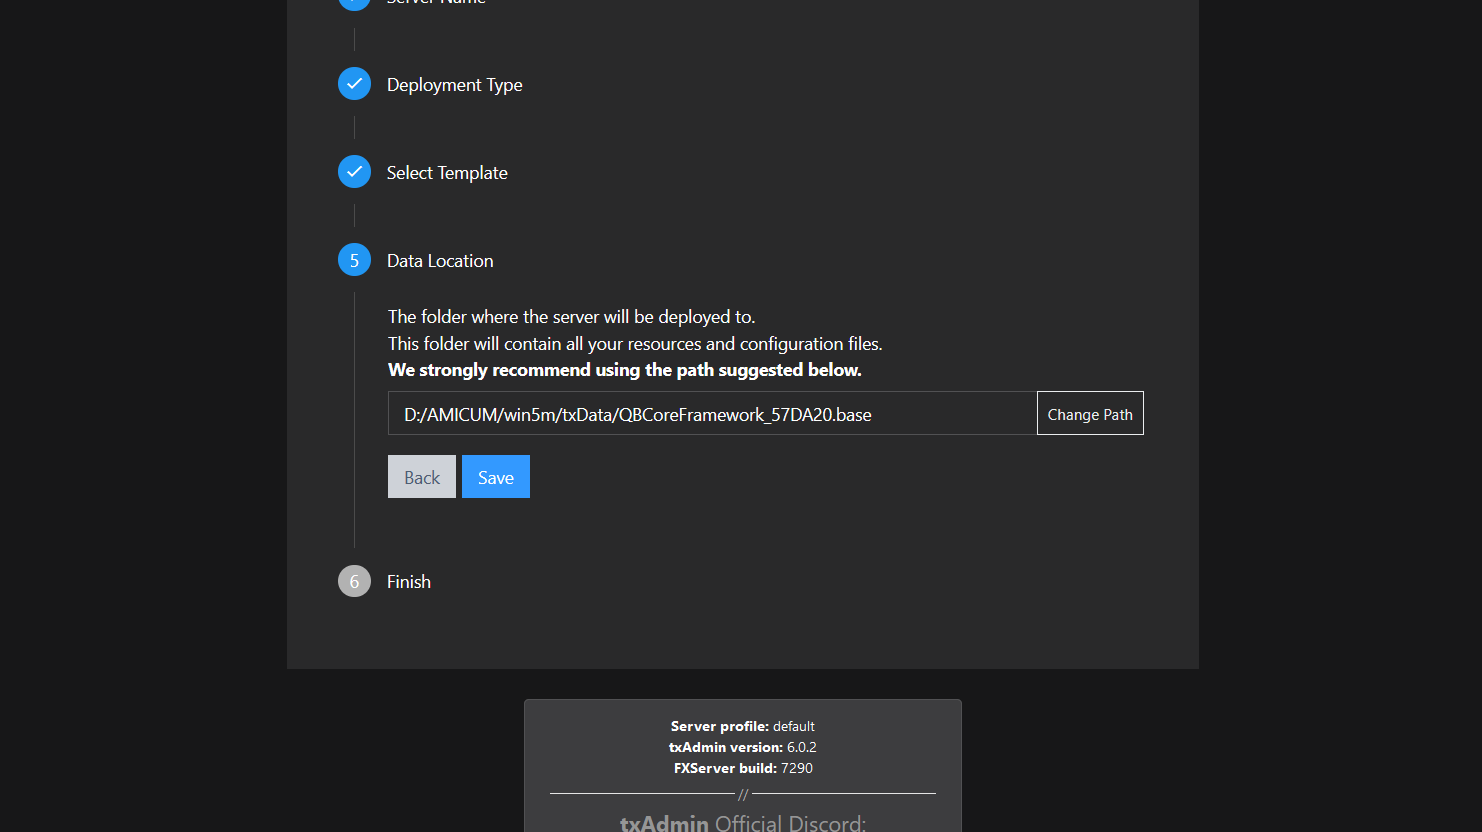 Server Name
Deployment Type
Select Template
5 Data Location
The folder where the server will be deployed to.
This folder will contain all your resources and configuration files.
We strongly recommend using the path suggested below.
D:/AMICUM/win5m/txData/QBCoreFramework_57DA20.base Change Path
Back Save
6 Finish
Server profile: default
txAdmin version: 6.0.2
FXServer build: 7290
//
txAdmin Official Discord: